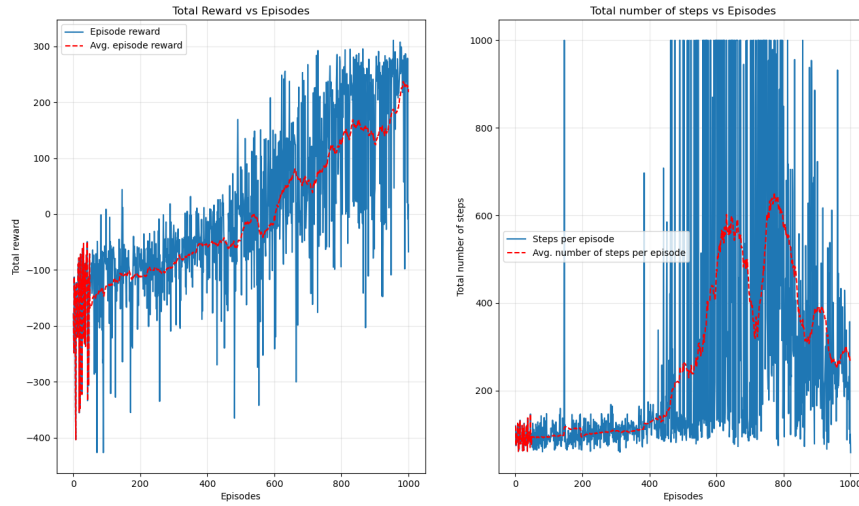 Total Reward vs Episodes
Total reward
300
200
100
0
−100
−200
−300
−400
Episode reward
Avg. episode reward
0
200
400
600
800
1000
Episodes
Total number of steps vs Episodes
Total number of steps
1000
800
600
400
200
Steps per episode
Avg. number of steps per episode
0
200
400
600
800
1000
Episodes